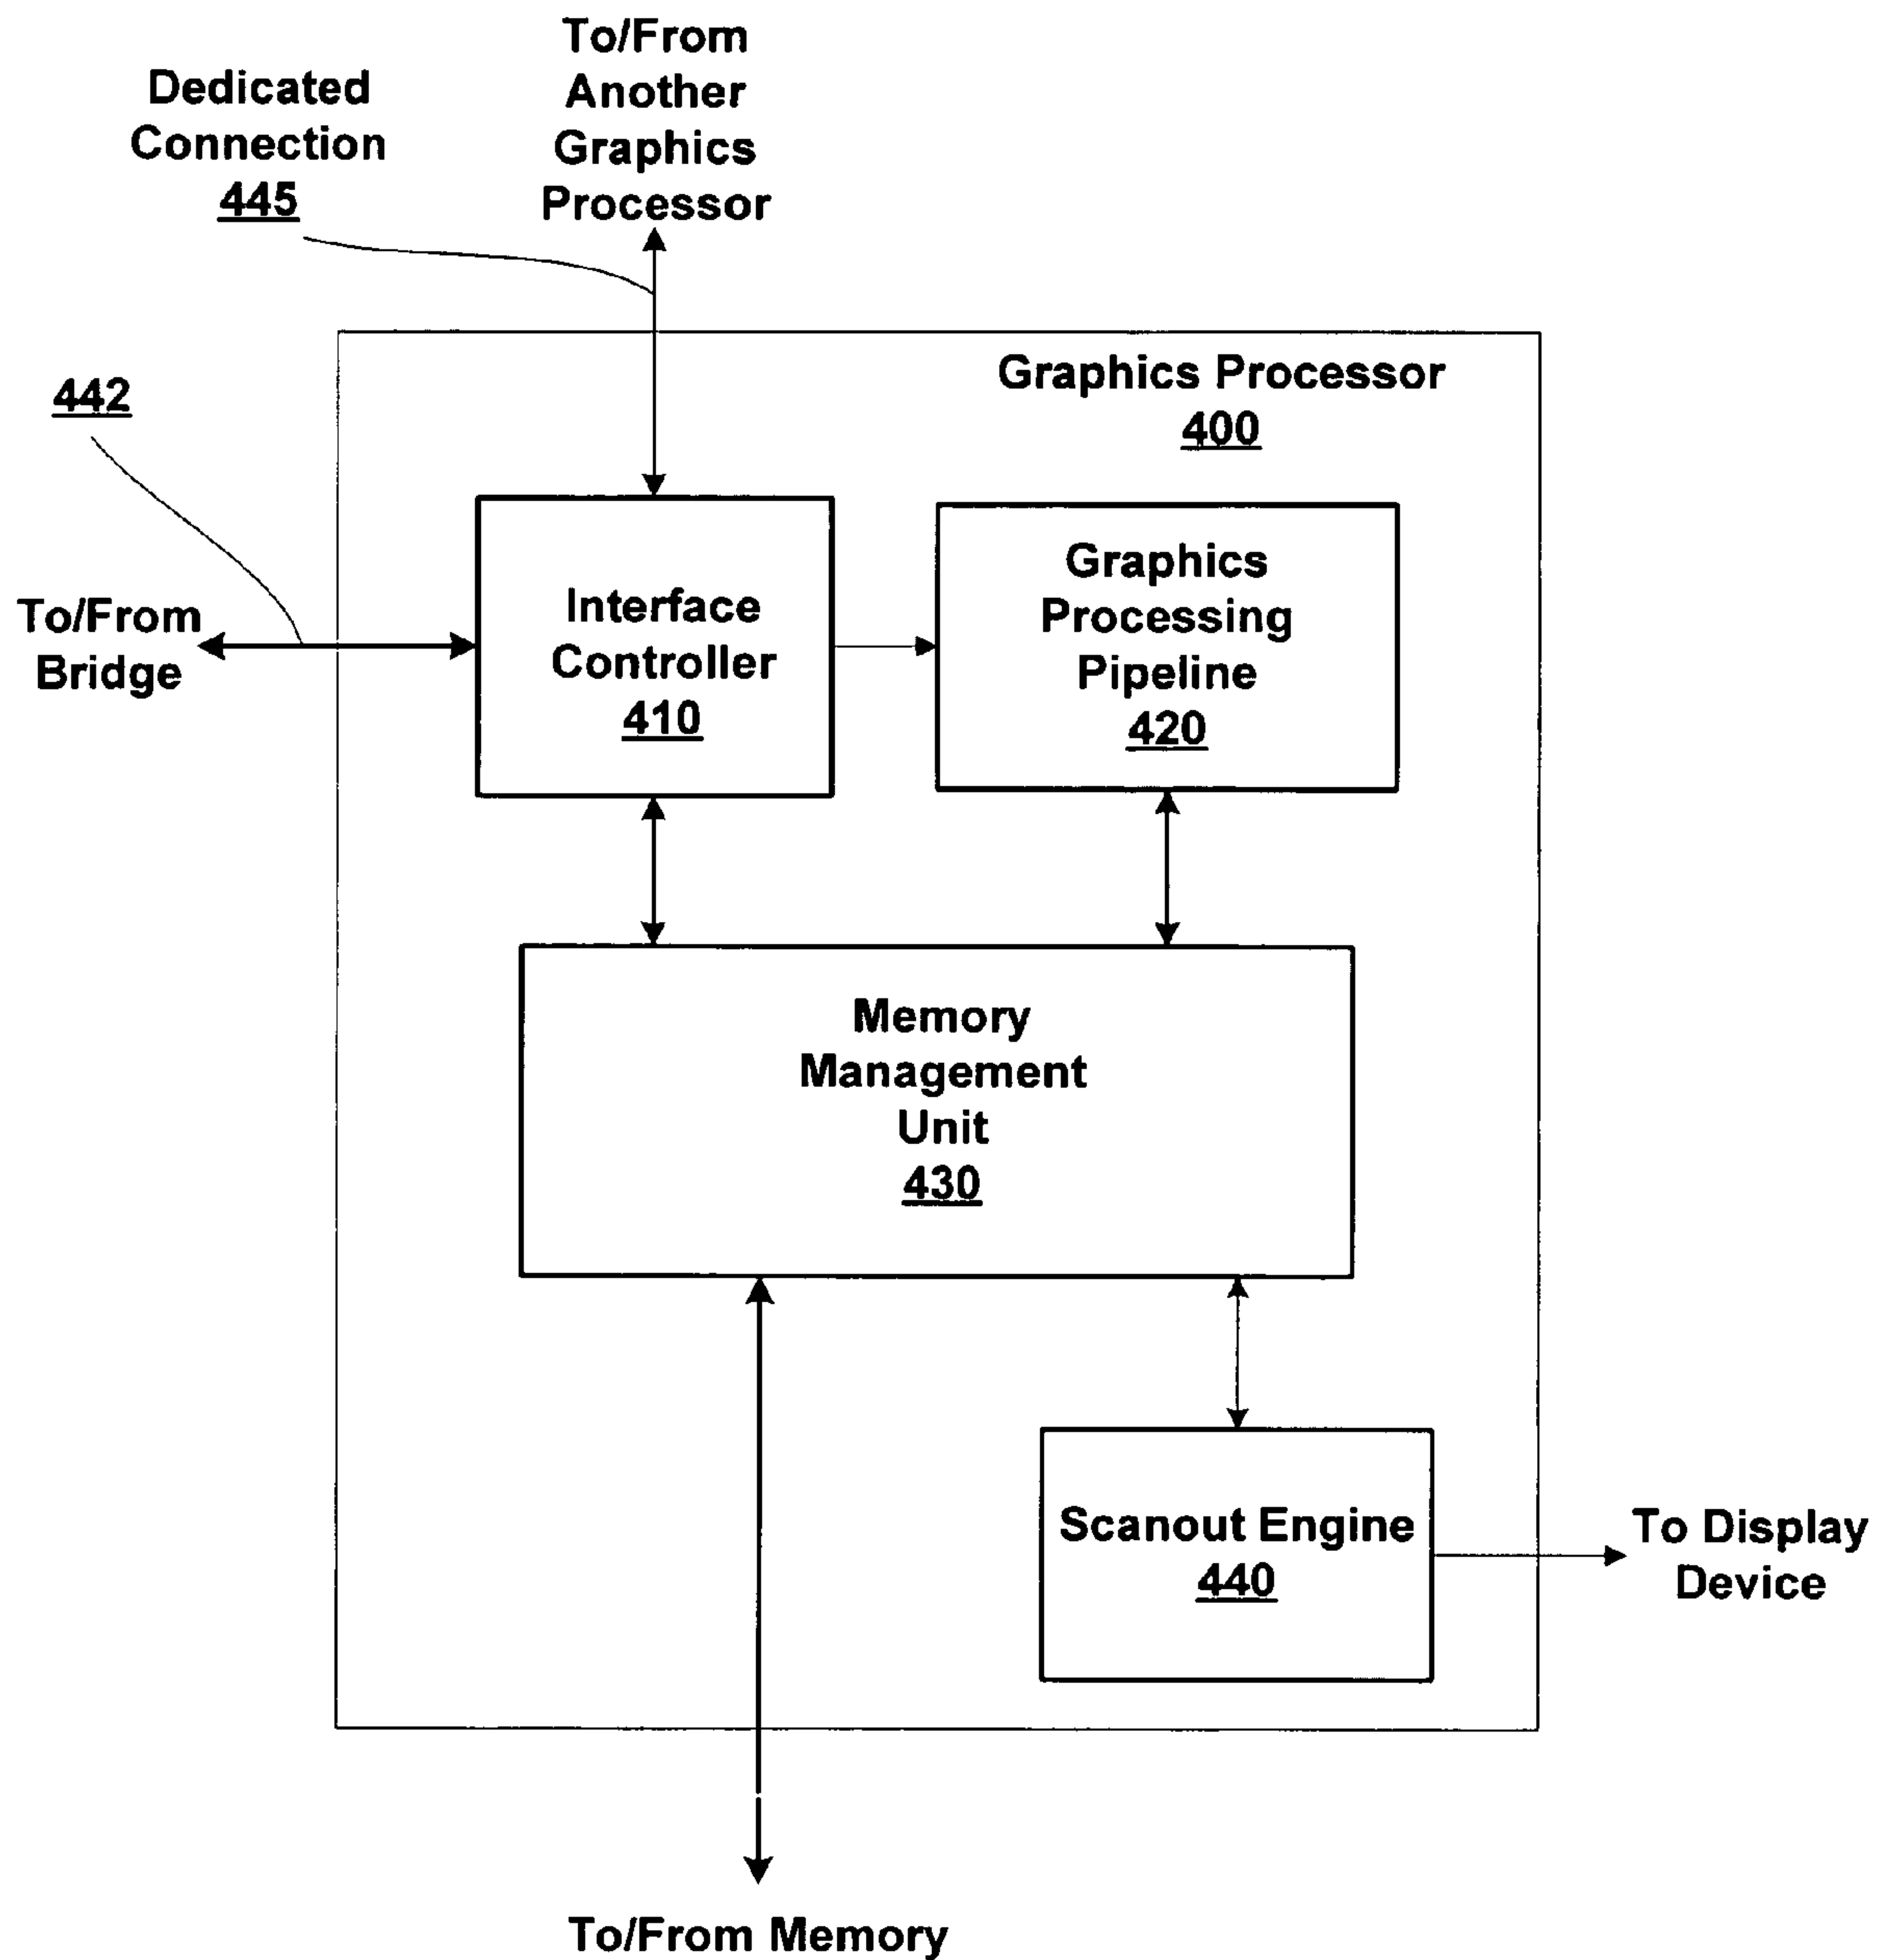 To/From
Another
Graphics
Processor
Dedicated
Connection
445
Graphics Processor
400
442
To/From
Bridge
Interface
Controller
410
Graphics
Processing
Pipeline
420
Memory
Management
Unit
430
Scanout Engine
440
To Display
Device
To/From Memory